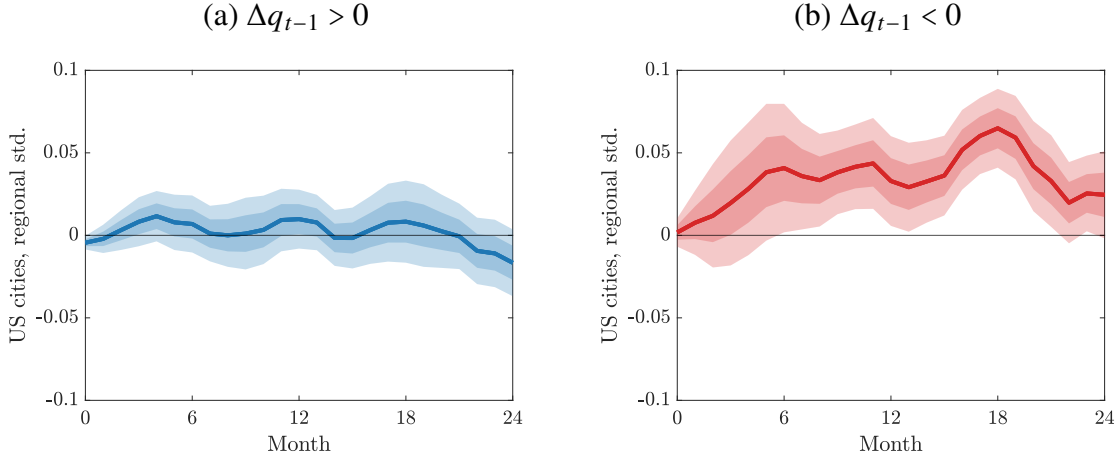 (a) Δq_{t−1} > 0
0.1
0.05
0
-0.05
-0.1
US cities, regional std.
0 6 12 18 24
Month
(b) Δq_{t−1} < 0
0.1
0.05
0
-0.05
-0.1
US cities, regional std.
0 6 12 18 24
Month